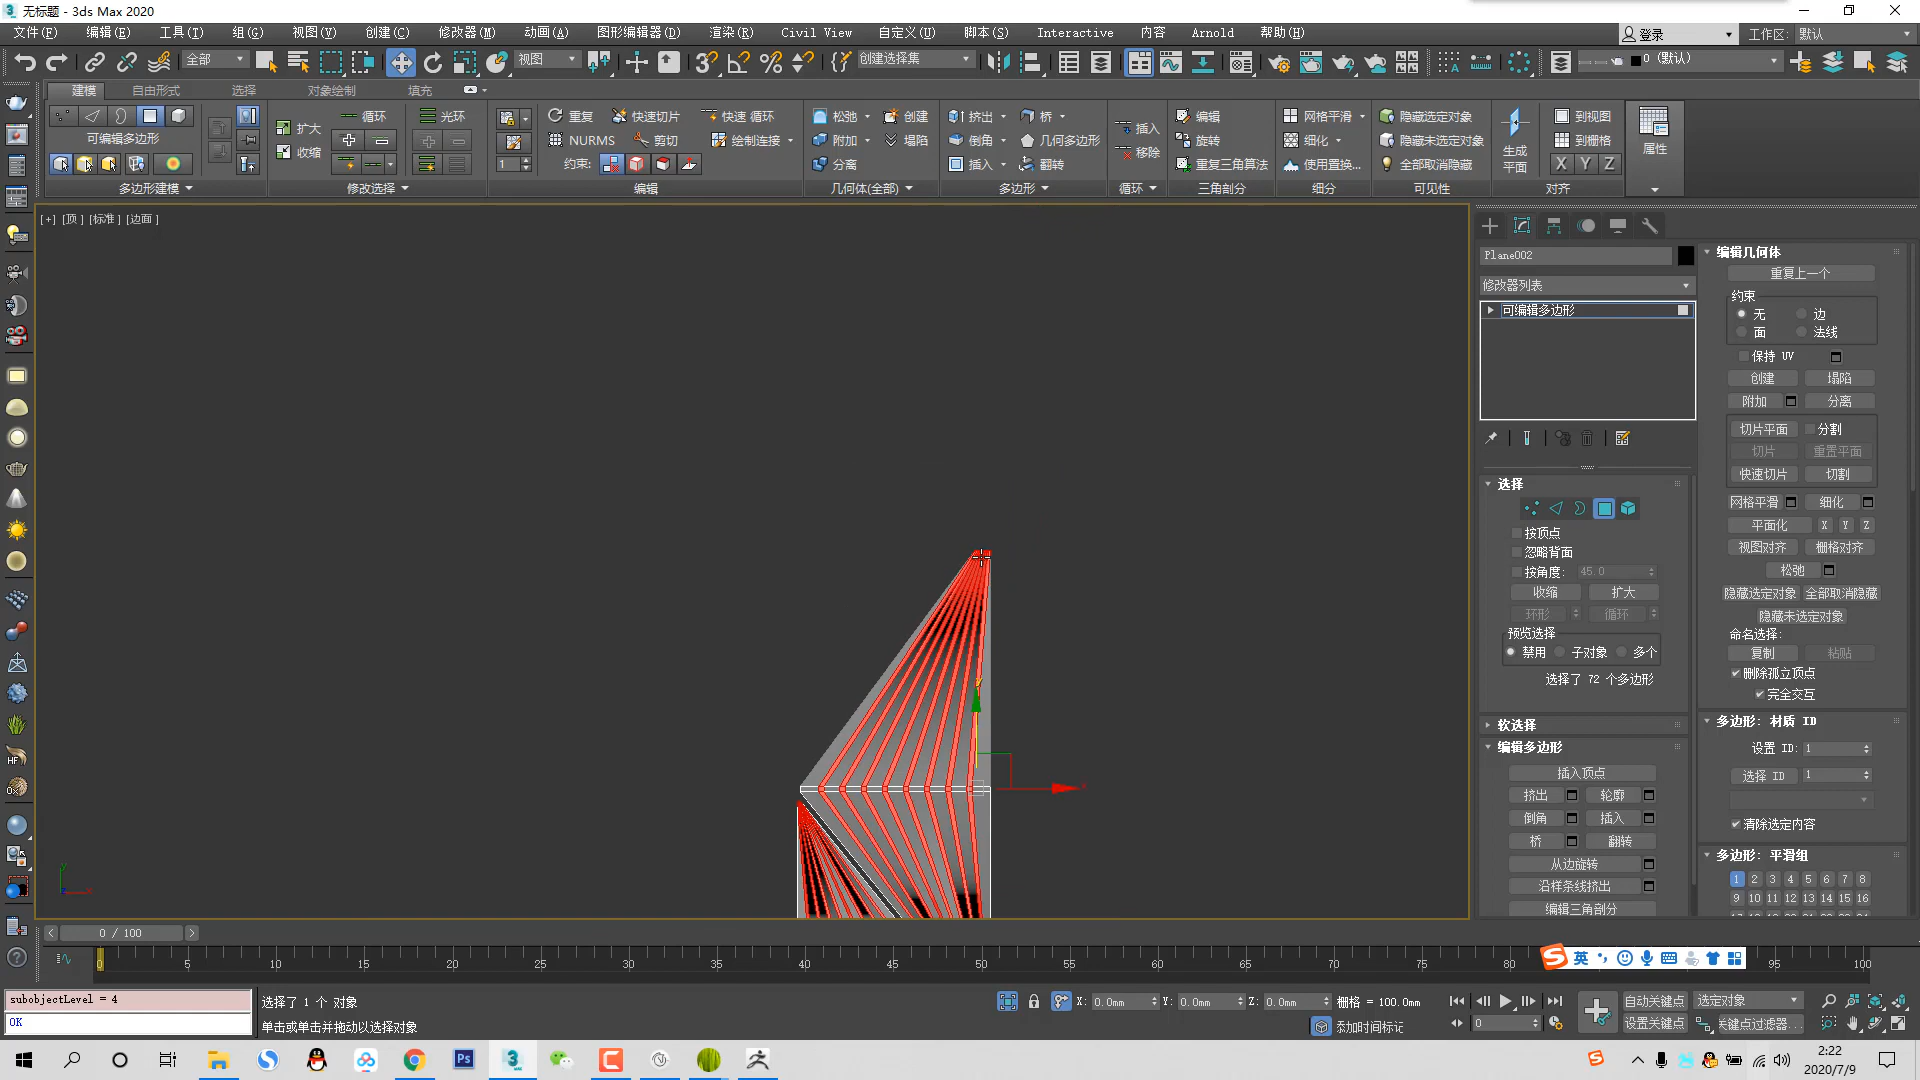 无标题 - 3ds Max 2020
文件(F) 编辑(E) 工具(T) 组(G) 视图(V) 创建(C) 修改器(M) 动画(A) 图形编辑器(D) 渲染(R) Civil View 自定义(U) 脚本(S) Interactive 内容 Arnold 帮助(H)
登录 工作区: 默认
全部 视图 创建选择集 0 (默认)
建模 自由形式 选择 对象绘制 填充
可编辑多边形
多边形建模
扩大 循环
收缩
修改选择
光环
1
重复 快速切片 快速 循环
NURMS 剪切 绘制连接
约束:
编辑
松弛 创建
附加 塌陷
分离
几何体(全部)
挤出 桥
倒角 几何多边形
插入 翻转
多边形
插入
移除
循环
编辑
旋转
重复三角算法
三角剖分
网格平滑
细化
使用置换...
细分
隐藏选定对象
隐藏未选定对象
全部取消隐藏
可见性
生成
平面
到视图
到栅格
X Y Z
对齐
属性
[+] [顶 ] [标准 ] [边面 ]
Plane002
修改器列表
可编辑多边形
选择
按顶点
忽略背面
按角度: 45.0
收缩 扩大
环形 循环
预览选择
禁用 子对象 多个
选择了 72 个多边形
软选择
编辑多边形
插入顶点
挤出 轮廓
倒角 插入
桥 翻转
从边旋转
沿样条线挤出
编辑三角剖分
编辑几何体
重复上一个
约束
无 边
面 法线
保持 UV
创建 塌陷
附加 分离
切片平面 分割
切片 重置平面
快速切片 切割
网格平滑 细化
平面化 X Y Z
视图对齐 栅格对齐
松弛
隐藏选定对象 全部取消隐藏
隐藏未选定对象
命名选择:
复制 粘贴
删除孤立顶点
完全交互
多边形: 材质 ID
设置 ID: 1
选择 ID 1
清除选定内容
多边形: 平滑组
1 2 3 4 5 6 7 8
9 10 11 12 13 14 15 16
0 / 100
0 5 10 15 20 25 30 35 40 45 50 55 60 65 70 75 80 95 100
英
subobjectLevel = 4
OK
选择了 1 个 对象
单击或单击并拖动以选择对象
X: 0.0mm Y: 0.0mm Z: 0.0mm 栅格 = 100.0mm
添加时间标记
0
自动关键点 选定对象
设置关键点 关键点过滤器...
2:22
2020/7/9